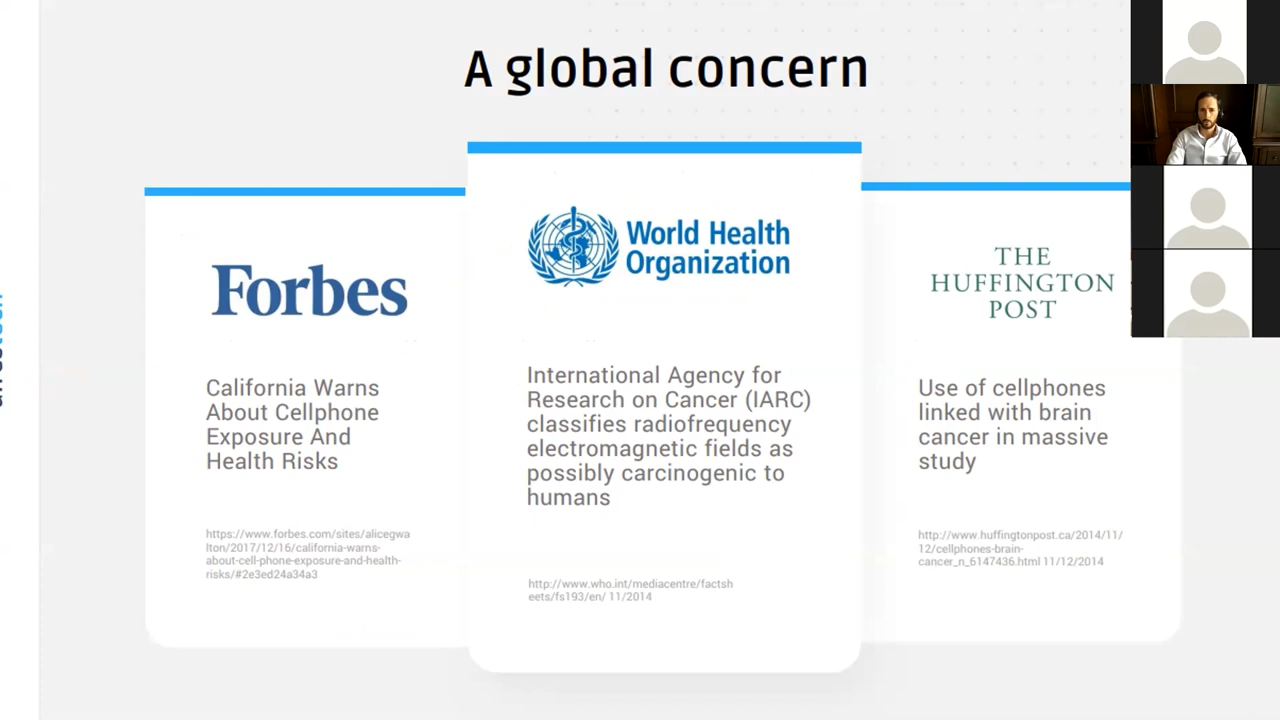 A global concern
Forbes
California Warns
About Cellphone
Exposure And
Health Risks
https://www.forbes.com/sites/alicegwa
lton/2017/12/16/california-warns-
about-cell-phone-exposure-and-health-
risks/#2e3ed24a34a3
World Health
Organization
International Agency for
Research on Cancer (IARC)
classifies radiofrequency
electromagnetic fields as
possibly carcinogenic to
humans
http://www.who.int/mediacentre/factsh
eets/fs193/en/ 11/2014
THE
HUFFINGTON
POST
Use of cellphones
linked with brain
cancer in massive
study
http://www.huffingtonpost.ca/2014/11/
12/cellphones-brain-
cancer_n_6147436.html 11/12/2014